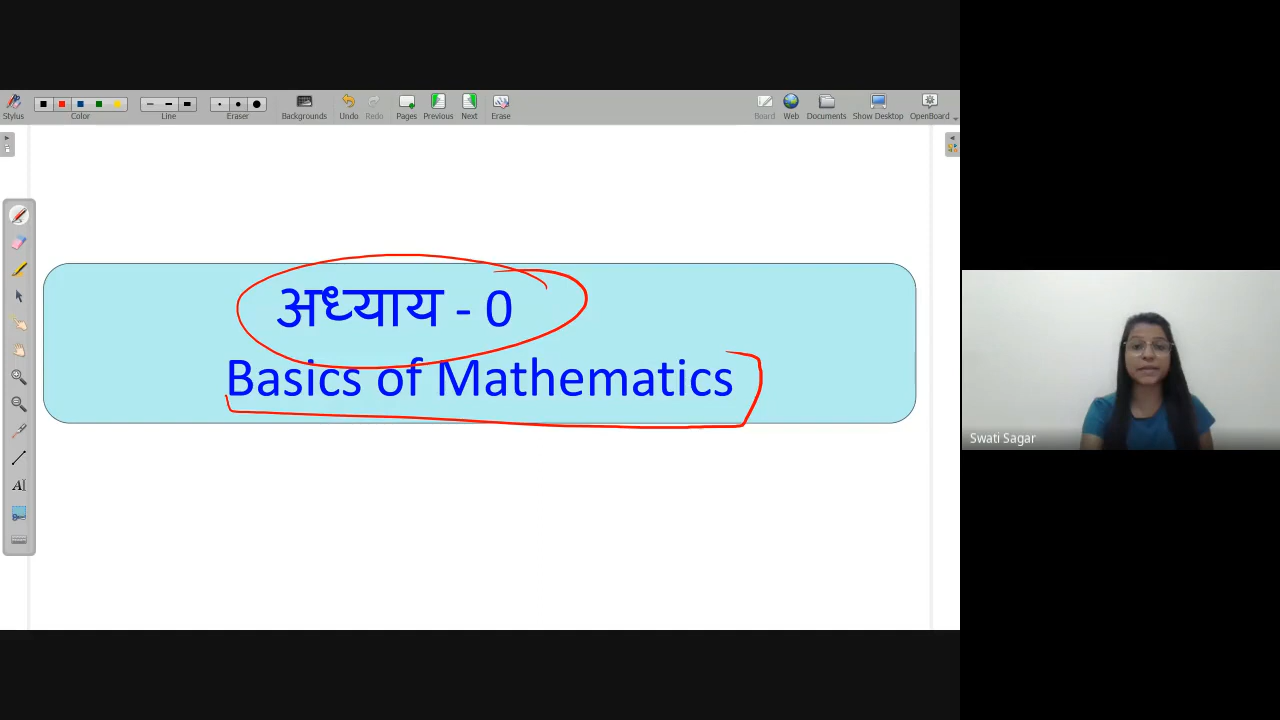 Stylus
Color
Line
Eraser
Backgrounds
Undo
Redo
Pages
Previous
Next
Erase
Board
Web
Documents
Show Desktop
OpenBoard
अध्याय - 0
Basics of Mathematics
Swati Sagar